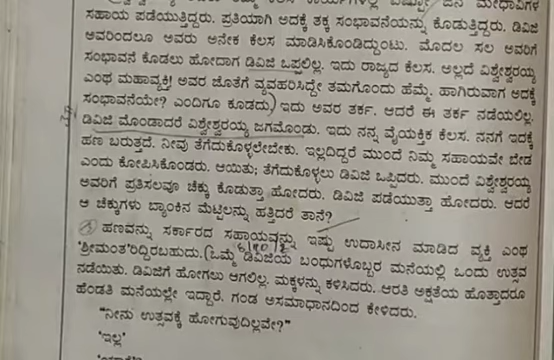 ತಮ್ಮ ಕೆಲಸ ಕಾರ್ಯಗಳಲ್ಲಿ ಎಷ್ಟೋ ಜನ ಮೇಧಾವಿಗಳ
ಸಹಾಯ ಪಡೆಯುತ್ತಿದ್ದರು. ಪ್ರತಿಯಾಗಿ ಅದಕ್ಕೆ ತಕ್ಕ ಸಂಭಾವನೆಯನ್ನು ಕೊಡುತ್ತಿದ್ದರು. ಡಿವಿಜಿ
ಅವರಿಂದಲೂ ಅವರು ಅನೇಕ ಕೆಲಸ ಮಾಡಿಸಿಕೊಂಡಿದ್ದುಂಟು. ಮೊದಲ ಸಲ ಅವರಿಗೆ
ಸಂಭಾವನೆ ಕೊಡಲು ಹೋದಾಗ ಡಿವಿಜಿ ಒಪ್ಪಲಿಲ್ಲ. ಇದು ರಾಜ್ಯದ ಕೆಲಸ. ಅಲ್ಲದೆ ವಿಶ್ವೇಶ್ವರಯ್ಯ
ಎಂಥ ಮಹಾವ್ಯಕ್ತಿ! ಅವರ ಜೊತೆಗೆ ವ್ಯವಹರಿಸಿದ್ದೇ ತಮಗೊಂದು ಹೆಮ್ಮೆ. ಹಾಗಿರುವಾಗ ಅದಕ್ಕೆ
ಸಂಭಾವನೆಯೇ? ಎಂದಿಗೂ ಕೂಡದು) ಇದು ಅವರ ತರ್ಕ. ಆದರೆ ಈ ತರ್ಕ ನಡೆಯಲಿಲ್ಲ.
ಡಿವಿಜಿ ಮೊಂಡಾದರೆ ವಿಶ್ವೇಶ್ವರಯ್ಯ ಜಗಮೊಂಡು. ಇದು ನನ್ನ ವೈಯಕ್ತಿಕ ಕೆಲಸ. ನನಗೆ ಇದಕ್ಕೆ
ಹಣ ಬರುತ್ತದೆ. ನೀವು ತೆಗೆದುಕೊಳ್ಳಲೇಬೇಕು. ಇಲ್ಲದಿದ್ದರೆ ಮುಂದೆ ನಿಮ್ಮ ಸಹಾಯವೇ ಬೇಡ
ಎಂದು ಕೋಪಿಸಿಕೊಂಡರು. ಆಯಿತು; ತೆಗೆದುಕೊಳ್ಳಲು ಡಿವಿಜಿ ಒಪ್ಪಿದರು. ಮುಂದೆ ವಿಶ್ವೇಶ್ವರಯ್ಯ
ಅವರಿಗೆ ಪ್ರತಿಸಲವೂ ಚೆಕ್ಕು ಕೊಡುತ್ತಾ ಹೋದರು. ಡಿವಿಜಿ ಪಡೆಯುತ್ತಾ ಹೋದರು. ಆದರೆ
ಆ ಚೆಕ್ಕುಗಳು ಬ್ಯಾಂಕಿನ ಮೆಟ್ಟಿಲನ್ನು ಹತ್ತಿದರೆ ತಾನೆ?
ಹಣವನ್ನು ಸರ್ಕಾರದ ಸಹಾಯವನ್ನು ಇಷ್ಟು ಉದಾಸೀನ ಮಾಡಿದ ವ್ಯಕ್ತಿ ಎಂಥ
'ಶ್ರೀಮಂತ'ರಿದ್ದಿರಬಹುದು.(ಒಮ್ಮೆ ಡಿವಿಜಿಯ ಬಂಧುಗಳೊಬ್ಬರ ಮನೆಯಲ್ಲಿ ಒಂದು ಉತ್ಸವ
ನಡೆಯಿತು. ಡಿವಿಜಿಗೆ ಹೋಗಲು ಆಗಲಿಲ್ಲ. ಮಕ್ಕಳನ್ನು ಕಳಿಸಿದರು. ಆರತಿ ಅಕ್ಷತೆಯ ಹೊತ್ತಾದರೂ
ಹೆಂಡತಿ ಮನೆಯಲ್ಲೇ ಇದ್ದಾರೆ. ಗಂಡ ಅಸಮಾಧಾನದಿಂದ ಕೇಳಿದರು.
"ನೀನು ಉತ್ಸವಕ್ಕೆ ಹೋಗುವುದಿಲ್ಲವೇ?"
'ಇಲ್ಲ'